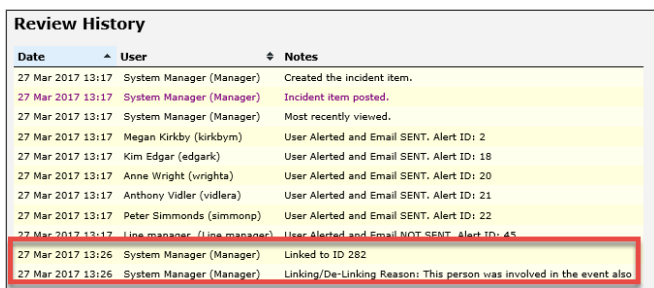 Review History
Date User Notes
27 Mar 2017 13:17 System Manager (Manager) Created the incident item.
27 Mar 2017 13:17 System Manager (Manager) Incident item posted.
27 Mar 2017 13:17 System Manager (Manager) Most recently viewed.
27 Mar 2017 13:17 Megan Kirkby (kirkbym) User Alerted and Email SENT. Alert ID: 2
27 Mar 2017 13:17 Kim Edgar (edgark) User Alerted and Email SENT. Alert ID: 18
27 Mar 2017 13:17 Anne Wright (wrighta) User Alerted and Email SENT. Alert ID: 20
27 Mar 2017 13:17 Anthony Vidler (vidlera) User Alerted and Email SENT. Alert ID: 21
27 Mar 2017 13:17 Peter Simmonds (simmonp) User Alerted and Email SENT. Alert ID: 22
27 Mar 2017 13:17 Line manager (Line manager) User Alerted and Email NOT SENT. Alert ID: 45
27 Mar 2017 13:26 System Manager (Manager) Linked to ID 282
27 Mar 2017 13:26 System Manager (Manager) Linking/De-Linking Reason: This person was involved in the event also